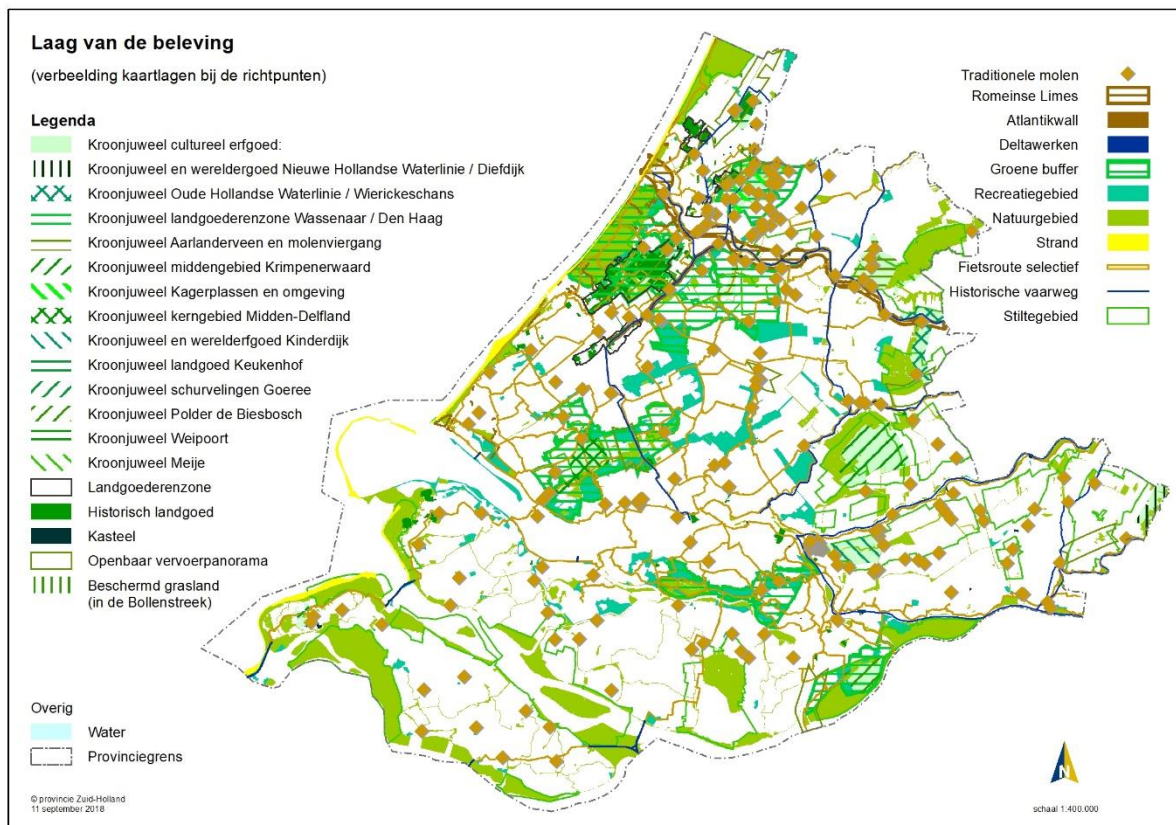 Laag van de beleving
(verbeelding kaartlagen bij de richtpunten)
Legenda
Kroonjuweel cultureel erfgoed:
Kroonjuweel en wereldergoed Nieuwe Hollandse Waterlinie / Diefdijk
Kroonjuweel Oude Hollandse Waterlinie / Wierickeschans
Kroonjuweel landgoederenzone Wassenaar / Den Haag
Kroonjuweel Aarlanderveen en molenviergang
Kroonjuweel middengebied Krimpenerwaard
Kroonjuweel Kagerplassen en omgeving
Kroonjuweel kerngebied Midden-Delfland
Kroonjuweel en werelderfgoed Kinderdijk
Kroonjuweel landgoed Keukenhof
Kroonjuweel schurvelingen Goeree
Kroonjuweel Polder de Biesbosch
Kroonjuweel Weipoort
Kroonjuweel Meije
Landgoederenzone
Historisch landgoed
Kasteel
Openbaar vervoerpanorama
Beschermd grasland
(in de Bollenstreek)
Overig
Water
Provinciegrens
© provincie Zuid-Holland
11 september 2018
Traditionele molen
Romeinse Limes
Atlantikwall
Deltawerken
Groene buffer
Recreatiegebied
Natuurgebied
Strand
Fietsroute selectief
Historische vaarweg
Stiltegebied
N
schaal 1:400.000